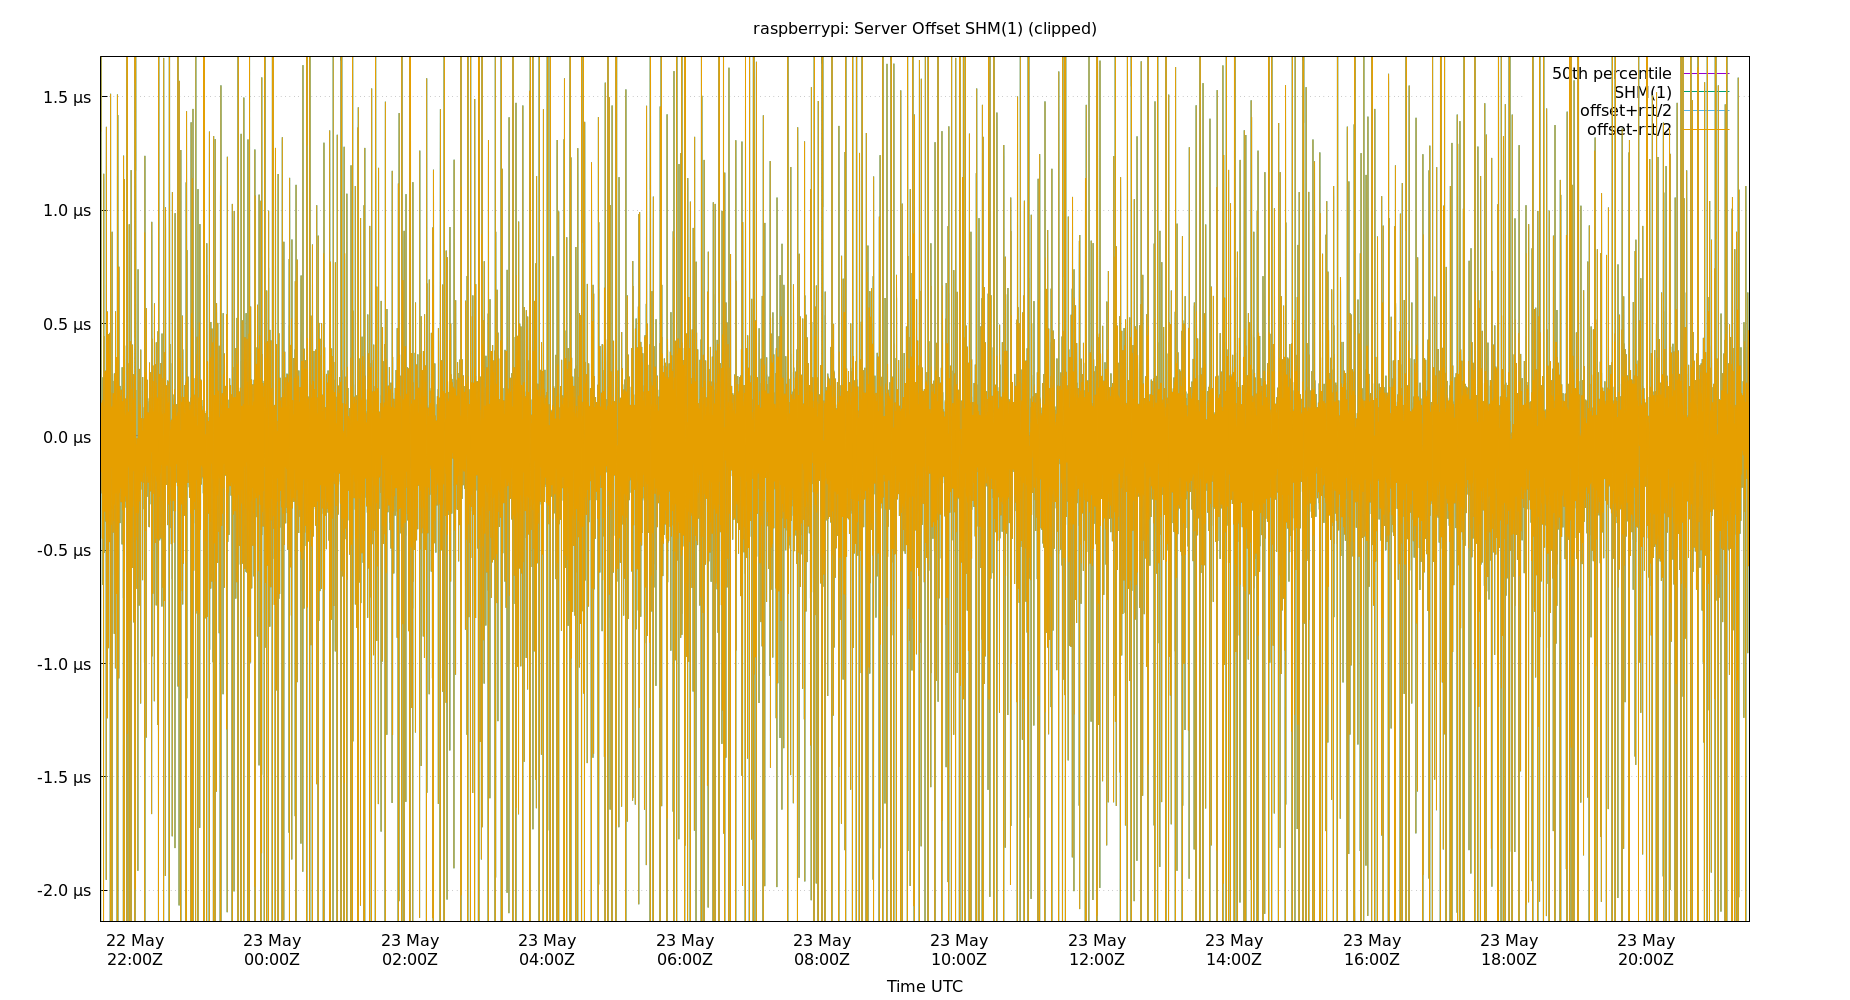 raspberrypi: Server Offset SHM(1) (clipped)
50th percentile
SHM(1)
offset+rtt/2
offset-rtt/2
1.5 µs
1.0 µs
0.5 µs
0.0 µs
-0.5 µs
-1.0 µs
-1.5 µs
-2.0 µs
22 May 23 May 23 May 23 May 23 May 23 May 23 May 23 May 23 May 23 May 23 May 23 May
22:00Z 00:00Z 02:00Z 04:00Z 06:00Z 08:00Z 10:00Z 12:00Z 14:00Z 16:00Z 18:00Z 20:00Z
Time UTC